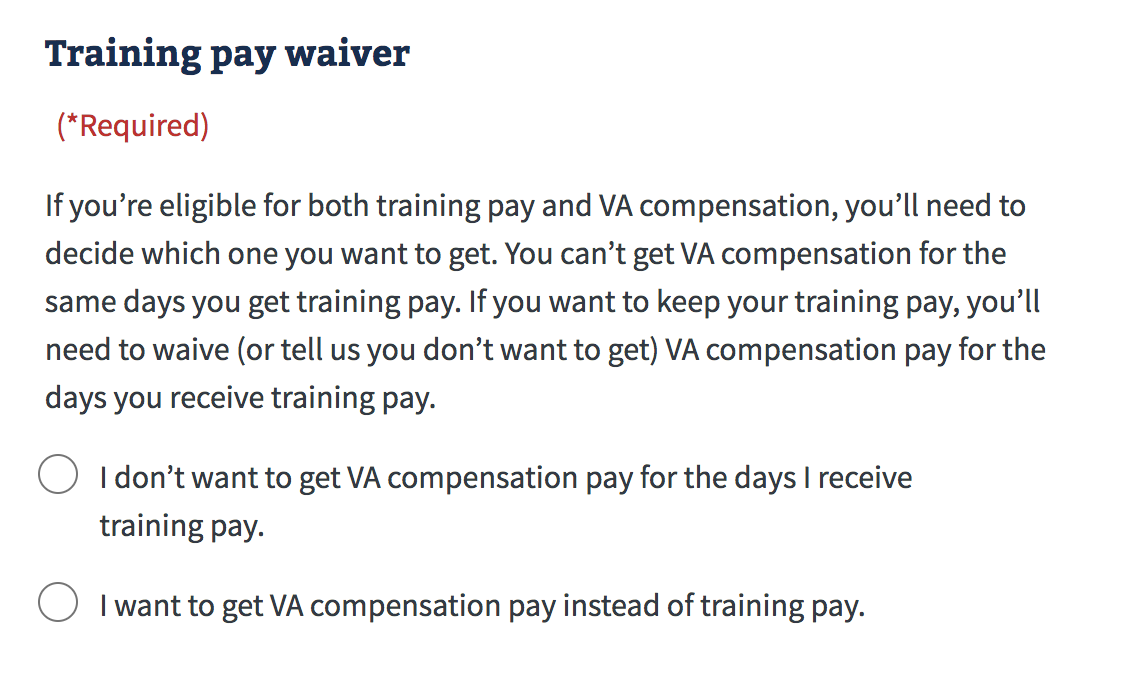 Training pay waiver
(*Required)
If you’re eligible for both training pay and VA compensation, you’ll need to
decide which one you want to get. You can’t get VA compensation for the
same days you get training pay. If you want to keep your training pay, you’ll
need to waive (or tell us you don’t want to get) VA compensation pay for the
days you receive training pay.
I don’t want to get VA compensation pay for the days I receive
training pay.
I want to get VA compensation pay instead of training pay.